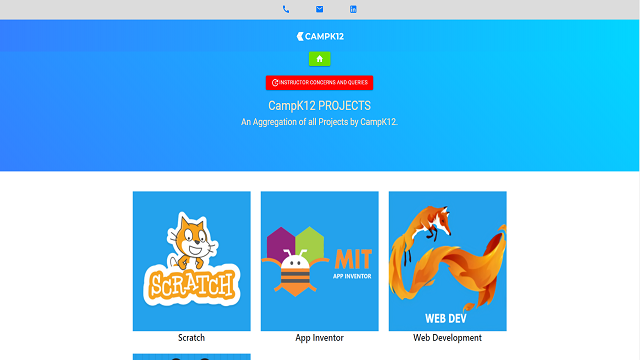 CAMPK12
INSTRUCTOR CONCERNS AND QUERIES
CampK12 PROJECTS
An Aggregation of all Projects by CampK12.
SCRATCH
MIT
APP INVENTOR
WEB DEV
Scratch
App Inventor
Web Development